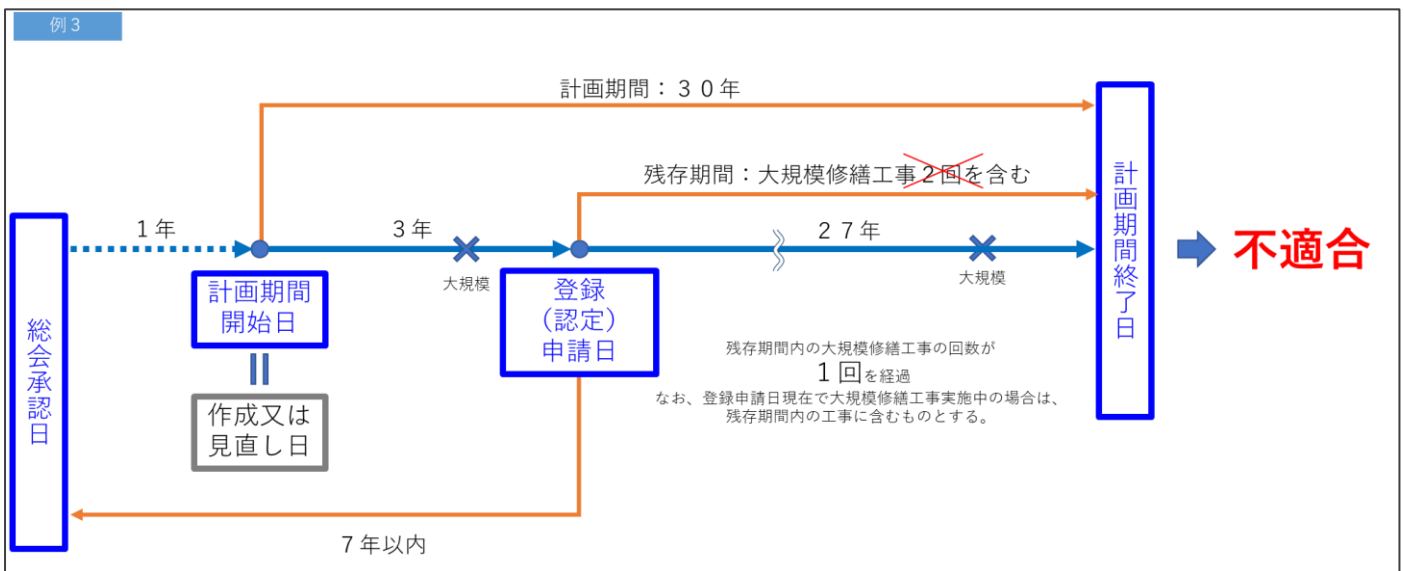 例3
計画期間：３０年
残存期間：大規模修繕工事２回を含む
1年
3年
２７年
大規模
大規模
総会承認日
計画期間
開始日
作成又は
見直し日
登録
（認定）
申請日
計画期間終了日
不適合
残存期間内の大規模修繕工事の回数が
1回を経過
なお、登録申請日現在で大規模修繕工事実施中の場合は、
残存期間内の工事に含むものとする。
7年以内